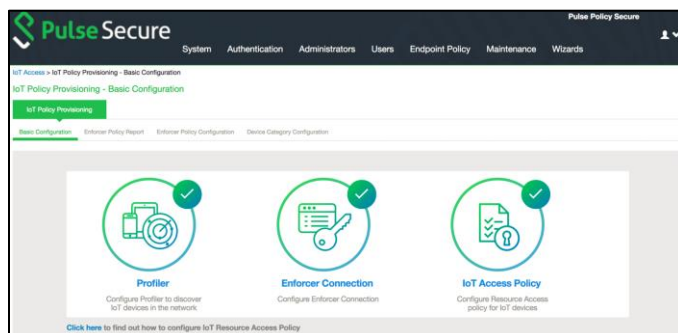 Pulse Policy Secure
Pulse Secure
System Authentication Administrators Users Endpoint Policy Maintenance Wizards
IoT Access > IoT Policy Provisioning - Basic Configuration
IoT Policy Provisioning - Basic Configuration
IoT Policy Provisioning
Basic Configuration Enforcer Policy Report Enforcer Policy Configuration Device Category Configuration
Profiler Enforcer Connection IoT Access Policy
Configure Profiler to discover Configure Enforcer Connection Configure Resource Access
IoT devices in the network policy for IoT devices
Click here to find out how to configure IoT Resource Access Policy